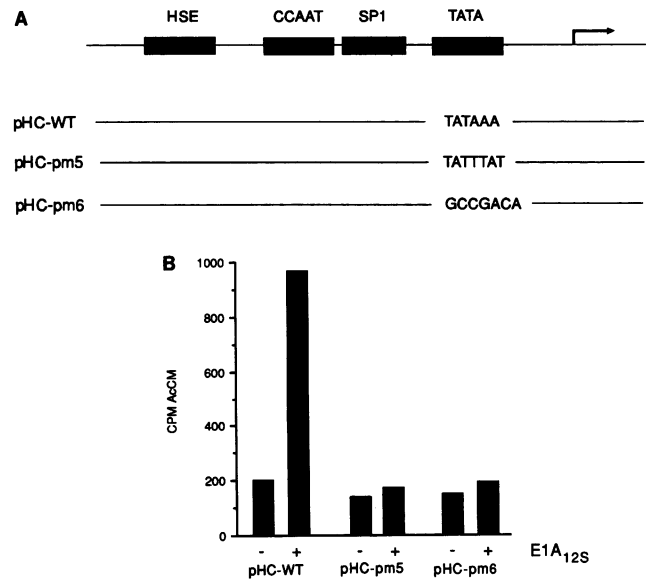 A
HSE CCAAT SP1 TATA
pHC-WT TATAAA
pHC-pm5 TATTTAT
pHC-pm6 GCCGACA
B
1000
800
600
400
200
0
CPM AcCM
- + - + - + E1A12S
pHC-WT pHC-pm5 pHC-pm6